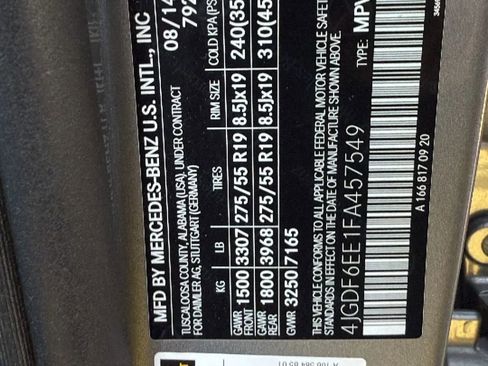 MFD BY MERCEDES-BENZ U.S. INTL., INC
08/14
TUSCALOOSA COUNTY, ALABAMA (USA), UNDER CONTRACT
FOR DAIMLER AG, STUTTGART (GERMANY)
KG LB TIRES RIM SIZE COLD KPA(PS
GAWR 1500 3307 275/55 R19 8.5Jx19 240(35
GAWR REAR 1800 3968 275/55 R19 8.5Jx19 310(45
GVWR 3250 7165
THIS VEHICLE CONFORMS TO ALL APPLICABLE FEDERAL MOTOR VEHICLE SAFETY
IN EFFECT ON THE DATE OF MANUFACTURE SHOWN ABOVE.
4JGDF6EE1FA457549 TYPE: MPV
A 166 817 09 20